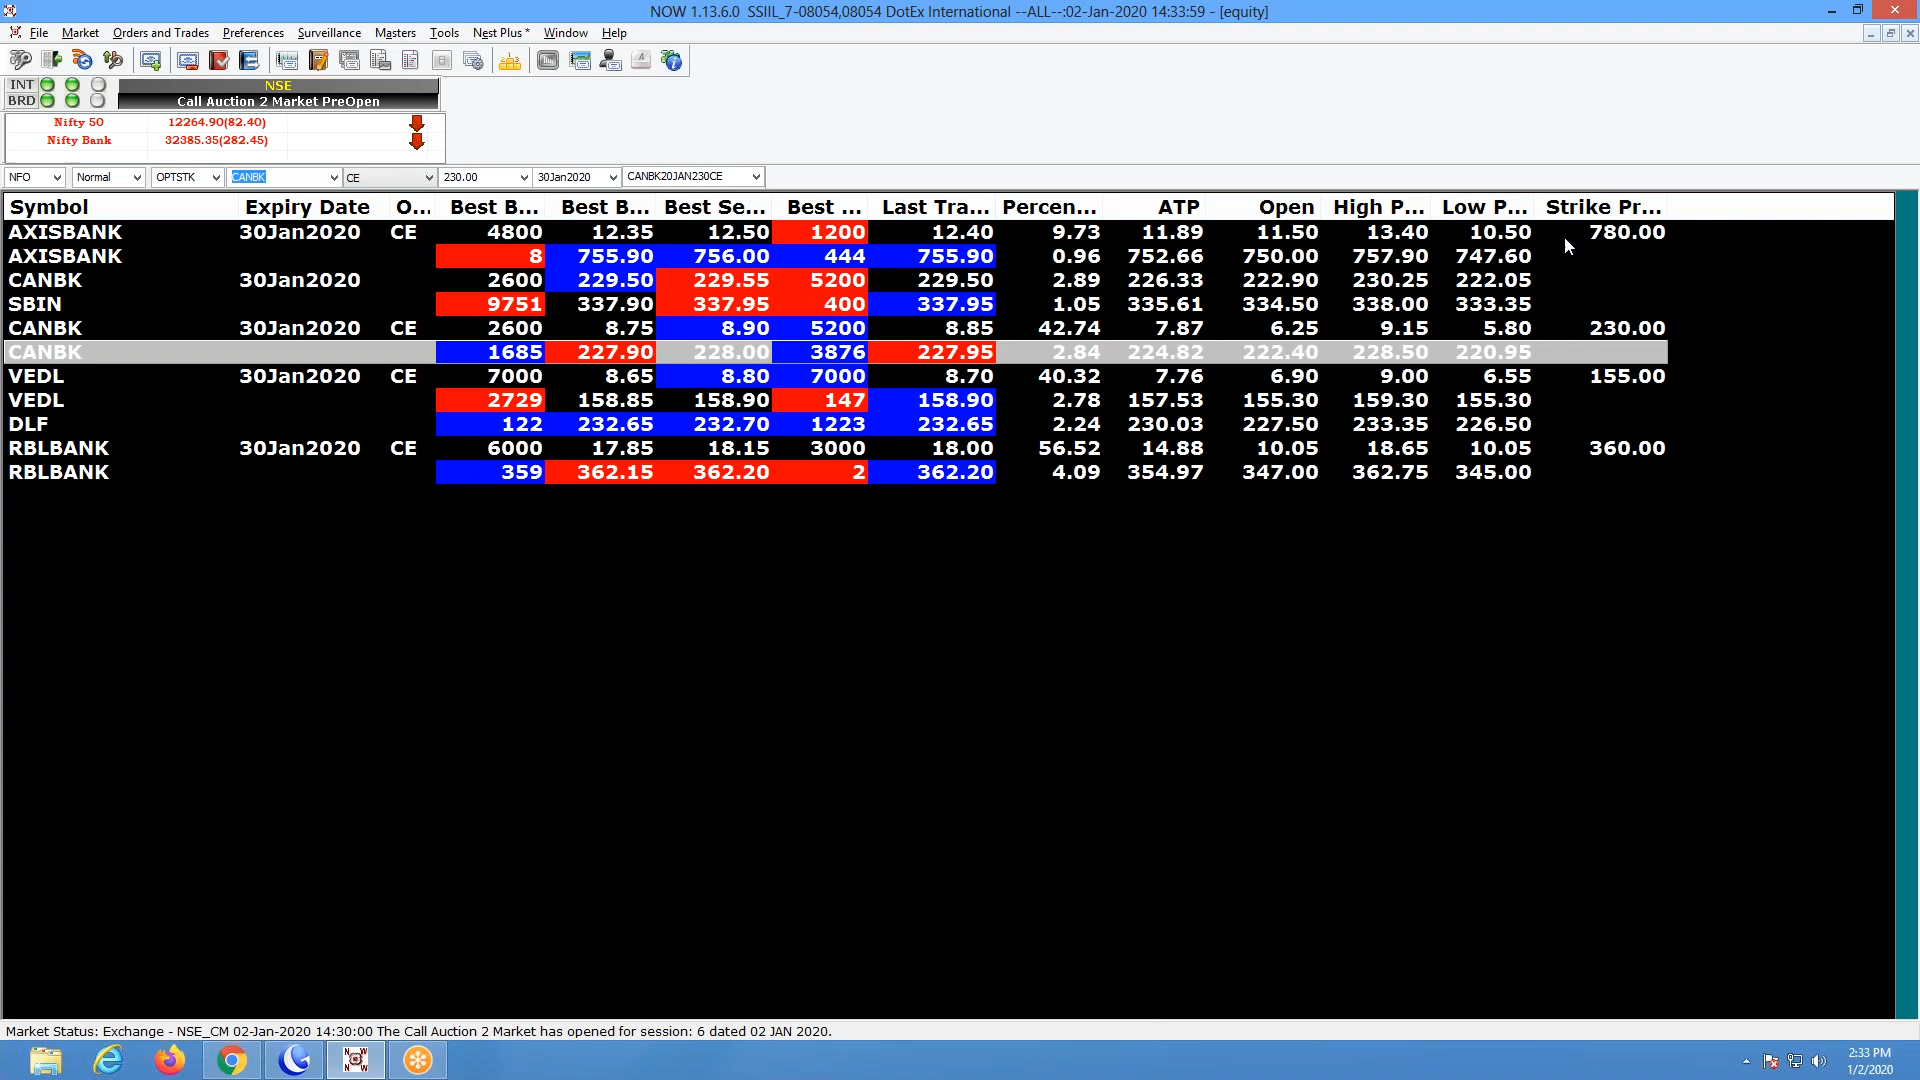 NOW 1.13.6.0 SSIIL_7-08054,08054 DotEx International --ALL--:02-Jan-2020 14:33:59 - [equity]
File Market Orders and Trades Preferences Surveillance Masters Tools Nest Plus * Window Help
INT NSE
BRD Call Auction 2 Market PreOpen
Nifty 50 12264.90(82.40)
Nifty Bank 32385.35(282.45)
NFO Normal OPTSTK CANBK CE 230.00 30Jan2020 CANBK20JAN230CE
Symbol Expiry Date O... Best B... Best B... Best Se... Best ... Last Tra... Percen... ATP Open High P... Low P... Strike Pr...
AXISBANK 30Jan2020 CE 4800 12.35 12.50 1200 12.40 9.73 11.89 11.50 13.40 10.50 780.00
AXISBANK 8 755.90 756.00 444 755.90 0.96 752.66 750.00 757.90 747.60
CANBK 30Jan2020 2600 229.50 229.55 5200 229.50 2.89 226.33 222.90 230.25 222.05
SBIN 9751 337.90 337.95 400 337.95 1.05 335.61 334.50 338.00 333.35
CANBK 30Jan2020 CE 2600 8.75 8.90 5200 8.85 42.74 7.87 6.25 9.15 5.80 230.00
CANBK 1685 227.90 228.00 3876 227.95 2.84 224.82 222.40 228.50 220.95
VEDL 30Jan2020 CE 7000 8.65 8.80 7000 8.70 40.32 7.76 6.90 9.00 6.55 155.00
VEDL 2729 158.85 158.90 147 158.90 2.78 157.53 155.30 159.30 155.30
DLF 122 232.65 232.70 1223 232.65 2.24 230.03 227.50 233.35 226.50
RBLBANK 30Jan2020 CE 6000 17.85 18.15 3000 18.00 56.52 14.88 10.05 18.65 10.05 360.00
RBLBANK 359 362.15 362.20 2 362.20 4.09 354.97 347.00 362.75 345.00
Market Status: Exchange - NSE_CM 02-Jan-2020 14:30:00 The Call Auction 2 Market has opened for session: 6 dated 02 JAN 2020.
2:33 PM
1/2/2020